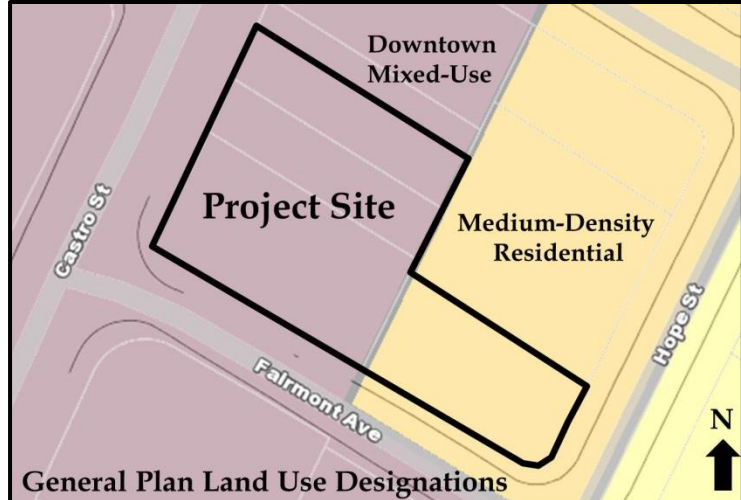 Downtown
Mixed-Use
Project Site
Medium-Density
Residential
Castro St
Hope St
Fairmont Ave
N
General Plan Land Use Designations